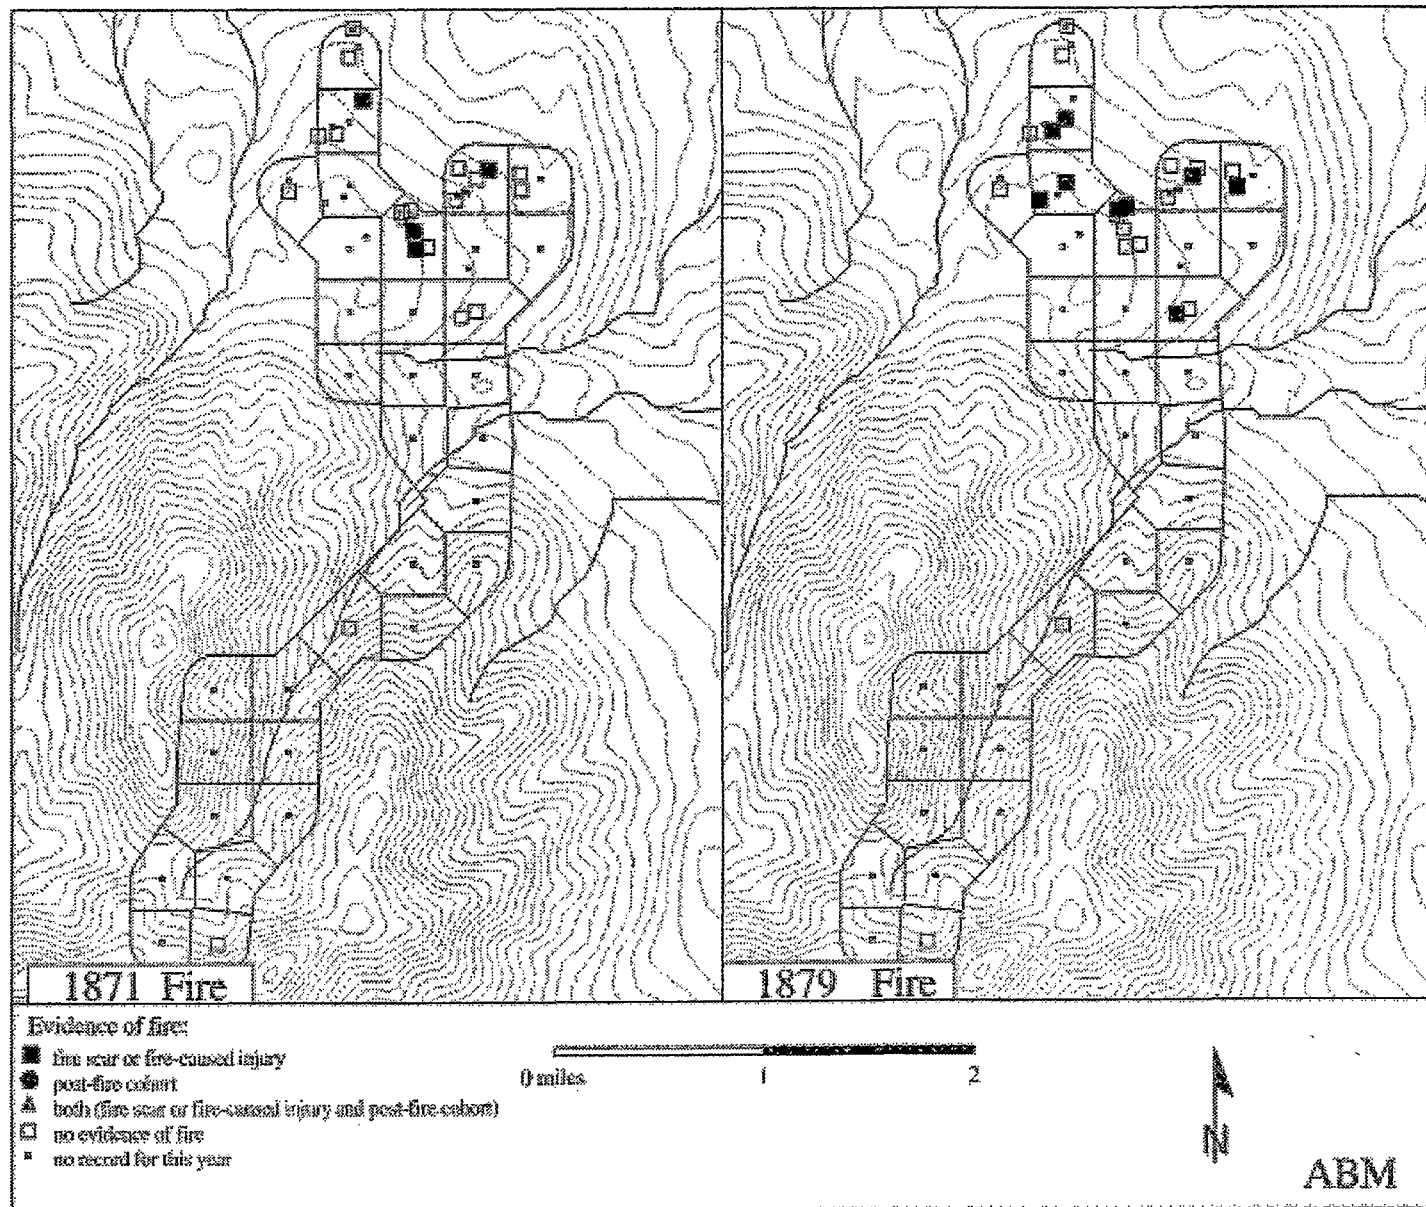 1871 Fire
1879 Fire
Evidence of fire:
fire scar or fire-caused injury
post-fire cohort
both (fire scar or fire-caused injury and post-fire cohort)
no evidence of fire
no record for this year
0 miles 1 2
N
ABM